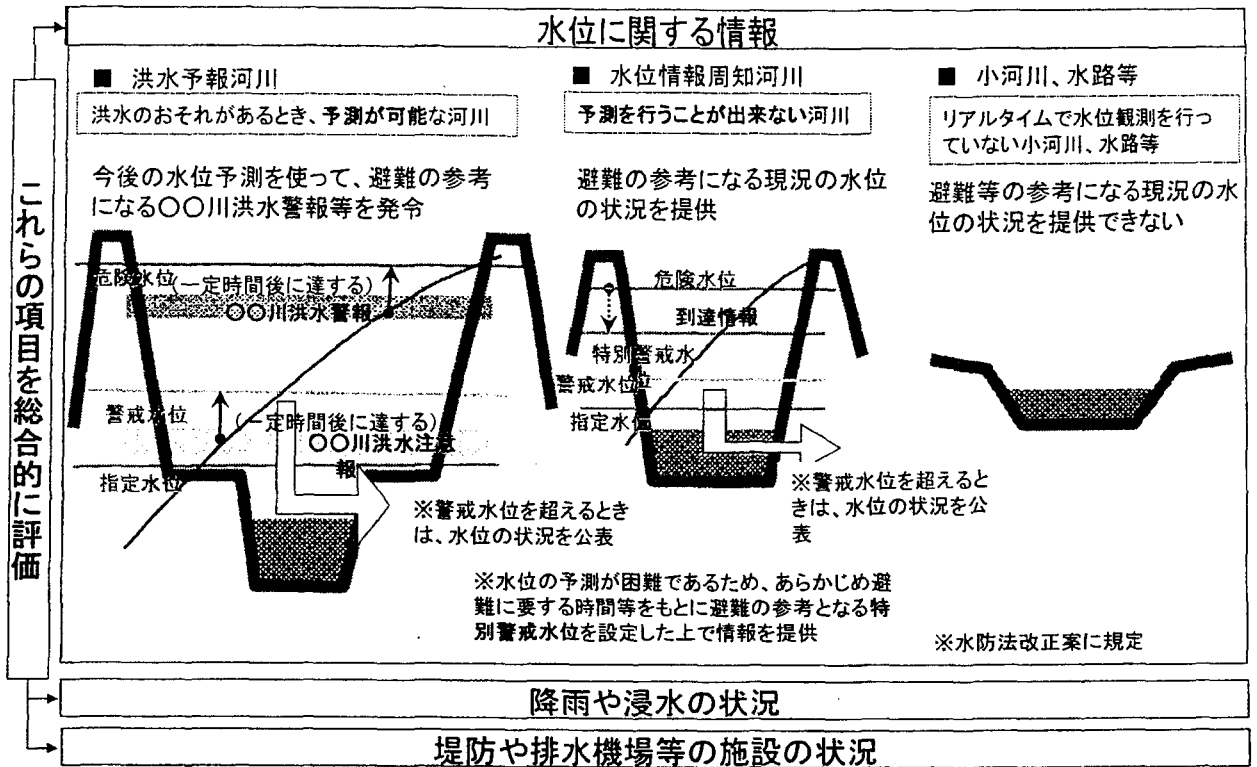 水位に関する情報
これらの項目を総合的に評価
■ 洪水予報河川
洪水のおそれがあるとき、予測が可能な河川
今後の水位予測を使って、避難の参考
になる〇〇川洪水警報等を発令
危険水位
(一定時間後に達する)
〇〇川洪水警報
警戒水位
(一定時間後に達する)
〇〇川洪水注意
報
指定水位
※警戒水位を超えるとき
は、水位の状況を公表
■ 水位情報周知河川
予測を行うことが出来ない河川
避難の参考になる現況の水位
の状況を提供
危険水位
到達情報
特別警戒水
位
警戒水位
指定水位
※警戒水位を超えると
きは、水位の状況を公
表
※水位の予測が困難であるため、あらかじめ避
難に要する時間等をもとに避難の参考となる特
別警戒水位を設定した上で情報を提供
■ 小河川、水路等
リアルタイムで水位観測を行っ
ていない小河川、水路等
避難等の参考になる現況の水
位の状況を提供できない
※水防法改正案に規定
降雨や浸水の状況
堤防や排水機場等の施設の状況